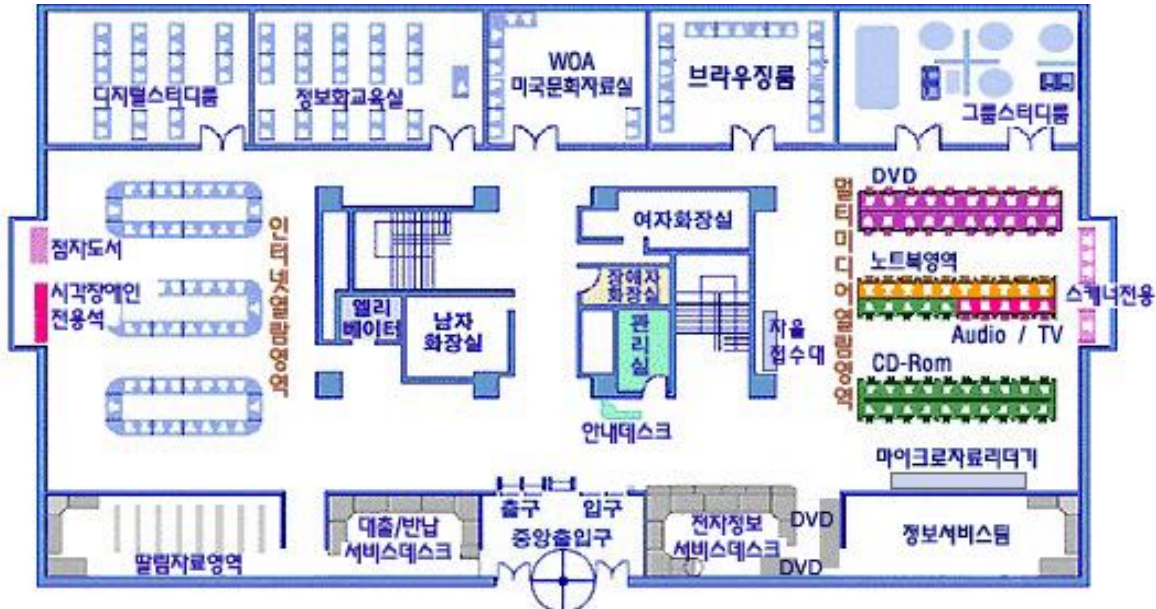 디지털스터디룸
정보화교육실
WOA
미국문화자료실
브라우징룸
그룹스터디룸
점자도서
시각장애인
전용석
인터넷열람영역
엘리
베이터
남자
화장실
여자화장실
장애자
화장실
관리실
자율
접수대
안내데스크
멀티미디어열람영역
DVD
노트북영역
Audio / TV
CD-Rom
스캐너전용
마이크로자료리더기
딸림자료영역
대출/반납
서비스데스크
출구
입구
중앙출입구
전자정보
서비스데스크
DVD
DVD
정보서비스팀